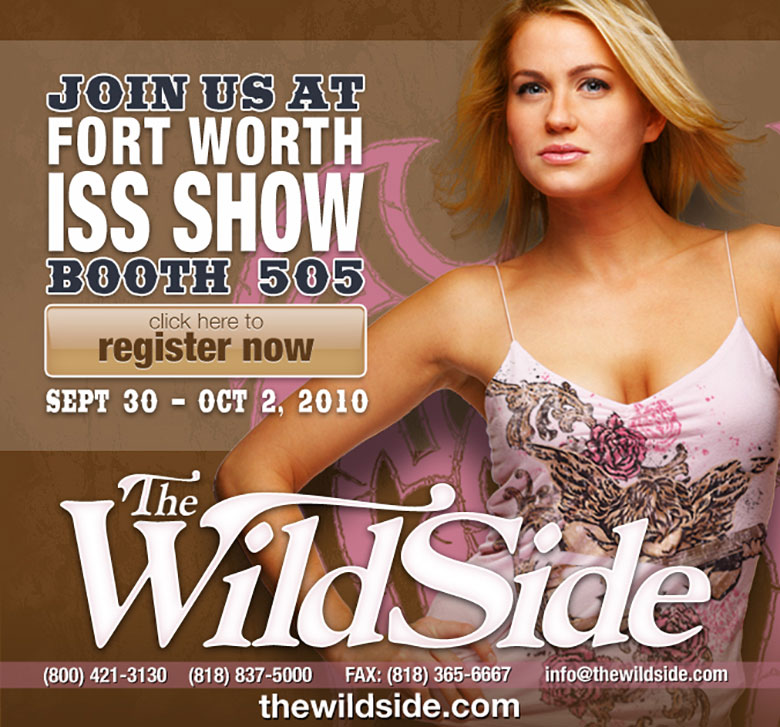 JOIN US AT
FORT WORTH
ISS SHOW
BOOTH 505
click here to
register now
SEPT 30 - OCT 2, 2010
The
WildSide
(800) 421-3130 (818) 837-5000 FAX: (818) 365-6667 info@thewildside.com
thewildside.com